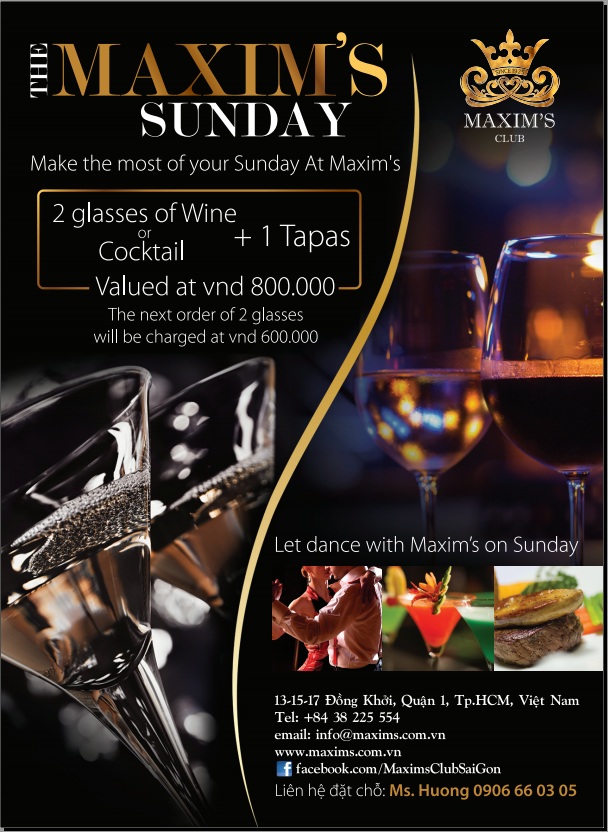 THE MAXIM'S
SUNDAY
Make the most of your Sunday At Maxim's
2 glasses of Wine
or
Cocktail
+ 1 Tapas
Valued at vnd 800.000
The next order of 2 glasses
will be charged at vnd 600.000
MAXIM'S
CLUB
Let dance with Maxim's on Sunday
13-15-17 Đồng Khởi, Quận 1, Tp.HCM, Việt Nam
Tel: +84 38 225 554
email: info@maxims.com.vn
www.maxims.com.vn
f facebook.com/MaximsClubSaiGon
Liên hệ đặt chỗ: Ms. Huong 0906 66 03 05